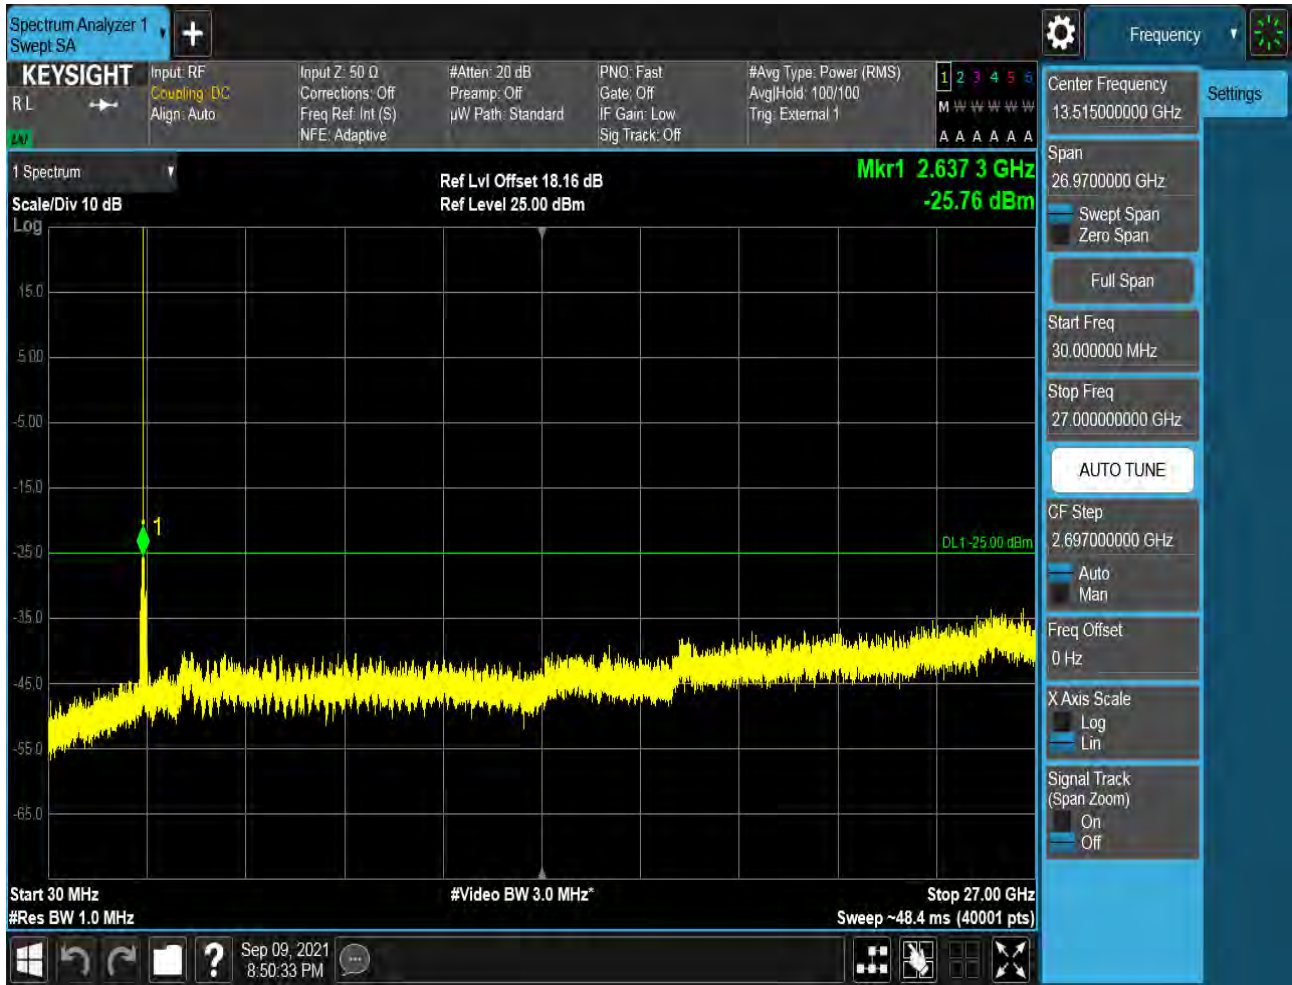 Spectrum Analyzer 1
Swept SA
Frequency
KEYSIGHT
R L
Input: RF
Coupling: DC
Align: Auto
Input Z: 50 Ω
Corrections: Off
Freq Ref: Int (S)
NFE: Adaptive
#Atten: 20 dB
Preamp: Off
µW Path: Standard
PNO: Fast
Gate: Off
IF Gain: Low
Sig Track: Off
#Avg Type: Power (RMS)
Avg|Hold: 100/100
Trig: External 1
1 2 3 4 5 6
M W W W W W
A A A A A A
1 Spectrum
Scale/Div 10 dB
Log
Ref Lvl Offset 18.16 dB
Ref Level 25.00 dBm
Mkr1 2.637 3 GHz
-25.76 dBm
15.0
5.00
-5.00
-15.0
-25.0
-35.0
-45.0
-55.0
-65.0
1
DL1 -25.00 dBm
Start 30 MHz
#Res BW 1.0 MHz
#Video BW 3.0 MHz*
Stop 27.00 GHz
Sweep ~48.4 ms (40001 pts)
Sep 09, 2021
8:50:33 PM
?
Center Frequency
13.515000000 GHz
Settings
Span
26.9700000 GHz
Swept Span
Zero Span
Full Span
Start Freq
30.000000 MHz
Stop Freq
27.000000000 GHz
AUTO TUNE
CF Step
2.697000000 GHz
Auto
Man
Freq Offset
0 Hz
X Axis Scale
Log
Lin
Signal Track
(Span Zoom)
On
Off